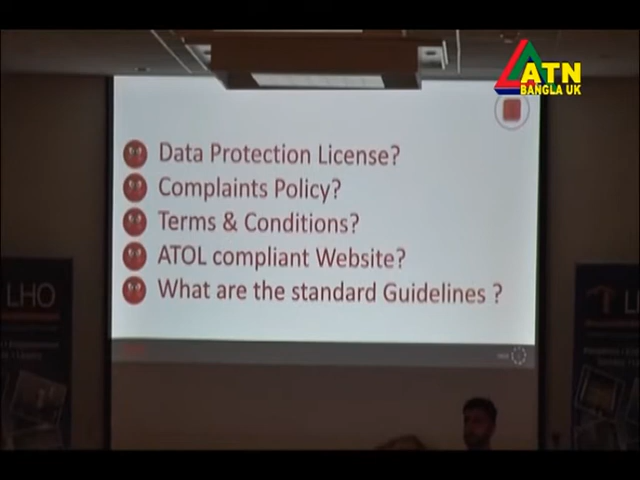 ATN
BANGLA UK
Data Protection License?
Complaints Policy?
Terms & Conditions?
ATOL compliant Website?
What are the standard Guidelines ?
LHO